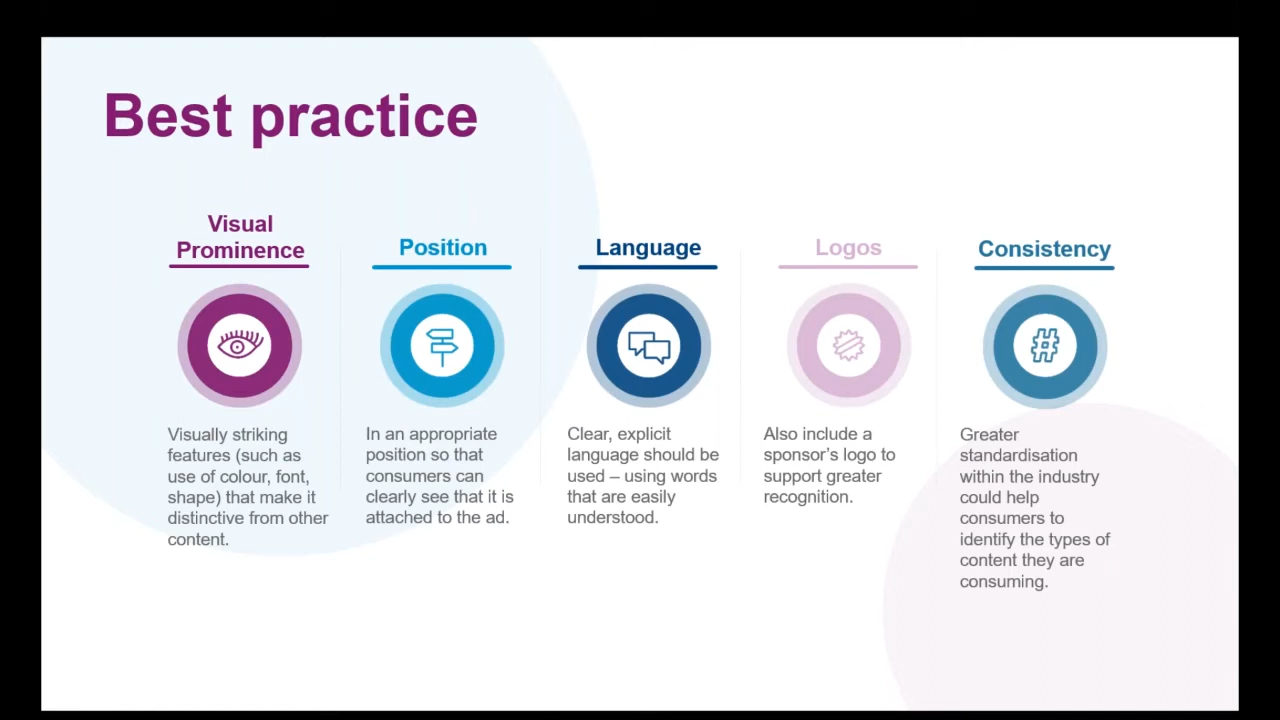 Best practice
Visual
Prominence
Visually striking
features (such as
use of colour, font,
shape) that make it
distinctive from other
content.
Position
In an appropriate
position so that
consumers can
clearly see that it is
attached to the ad.
Language
Clear, explicit
language should be
used – using words
that are easily
understood.
Logos
Also include a
sponsor's logo to
support greater
recognition.
Consistency
Greater
standardisation
within the industry
could help
consumers to
identify the types of
content they are
consuming.